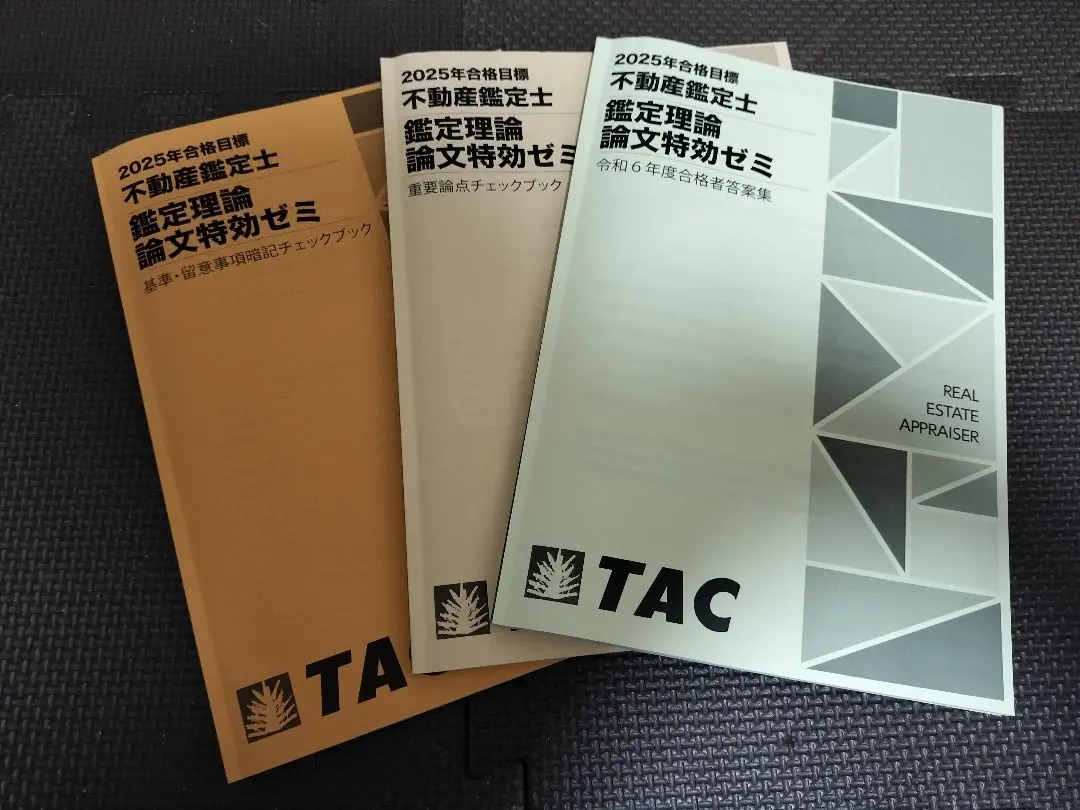 2025年合格目標
不動産鑑定士
鑑定理論
論文特効ゼミ
基準・留意事項暗記チェックブック
TAC
2025年合格目標
不動産鑑定士
鑑定理論
論文特効ゼミ
重要論点チェックブック
2025年合格目標
不動産鑑定士
鑑定理論
論文特効ゼミ
令和6年度合格者答案集
REAL
ESTATE
APPRAISER
TAC